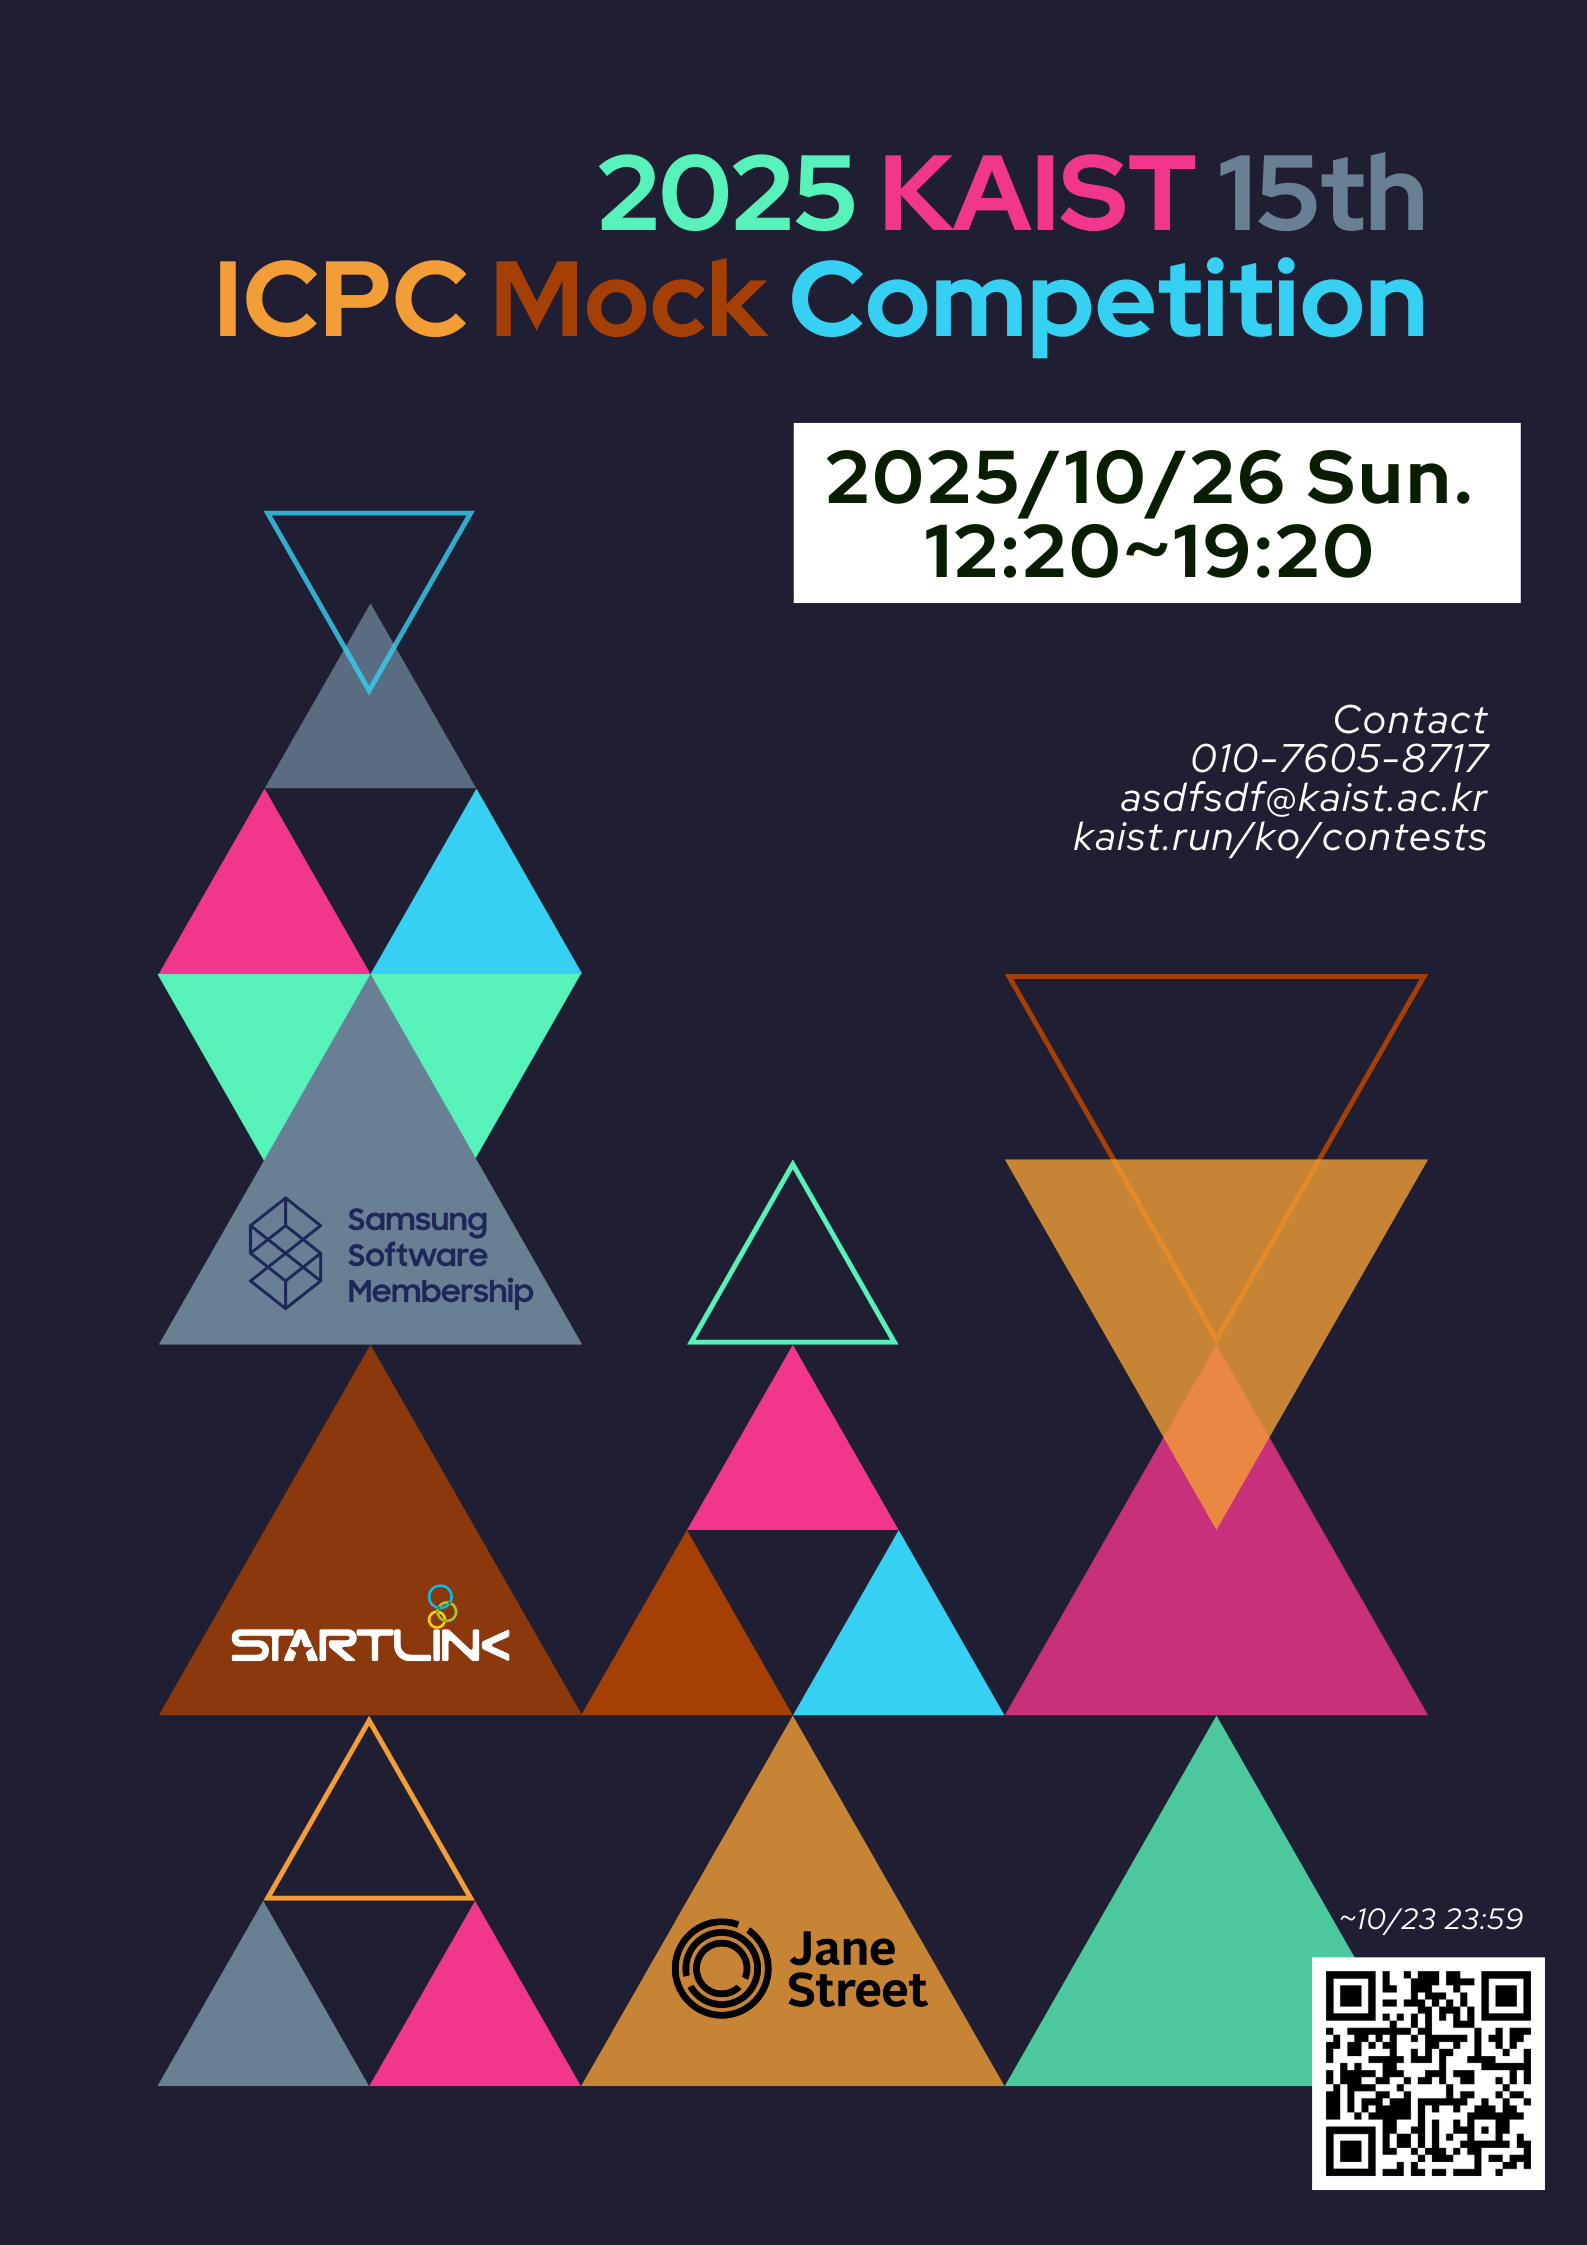 2025 KAIST 15th
ICPC Mock Competition
2025/10/26 Sun.
12:20~19:20
Contact
010-7605-8717
asdfsdf@kaist.ac.kr
kaist.run/ko/contests
Samsung
Software
Membership
STARTLINK
Jane
Street
~10/23 23:59